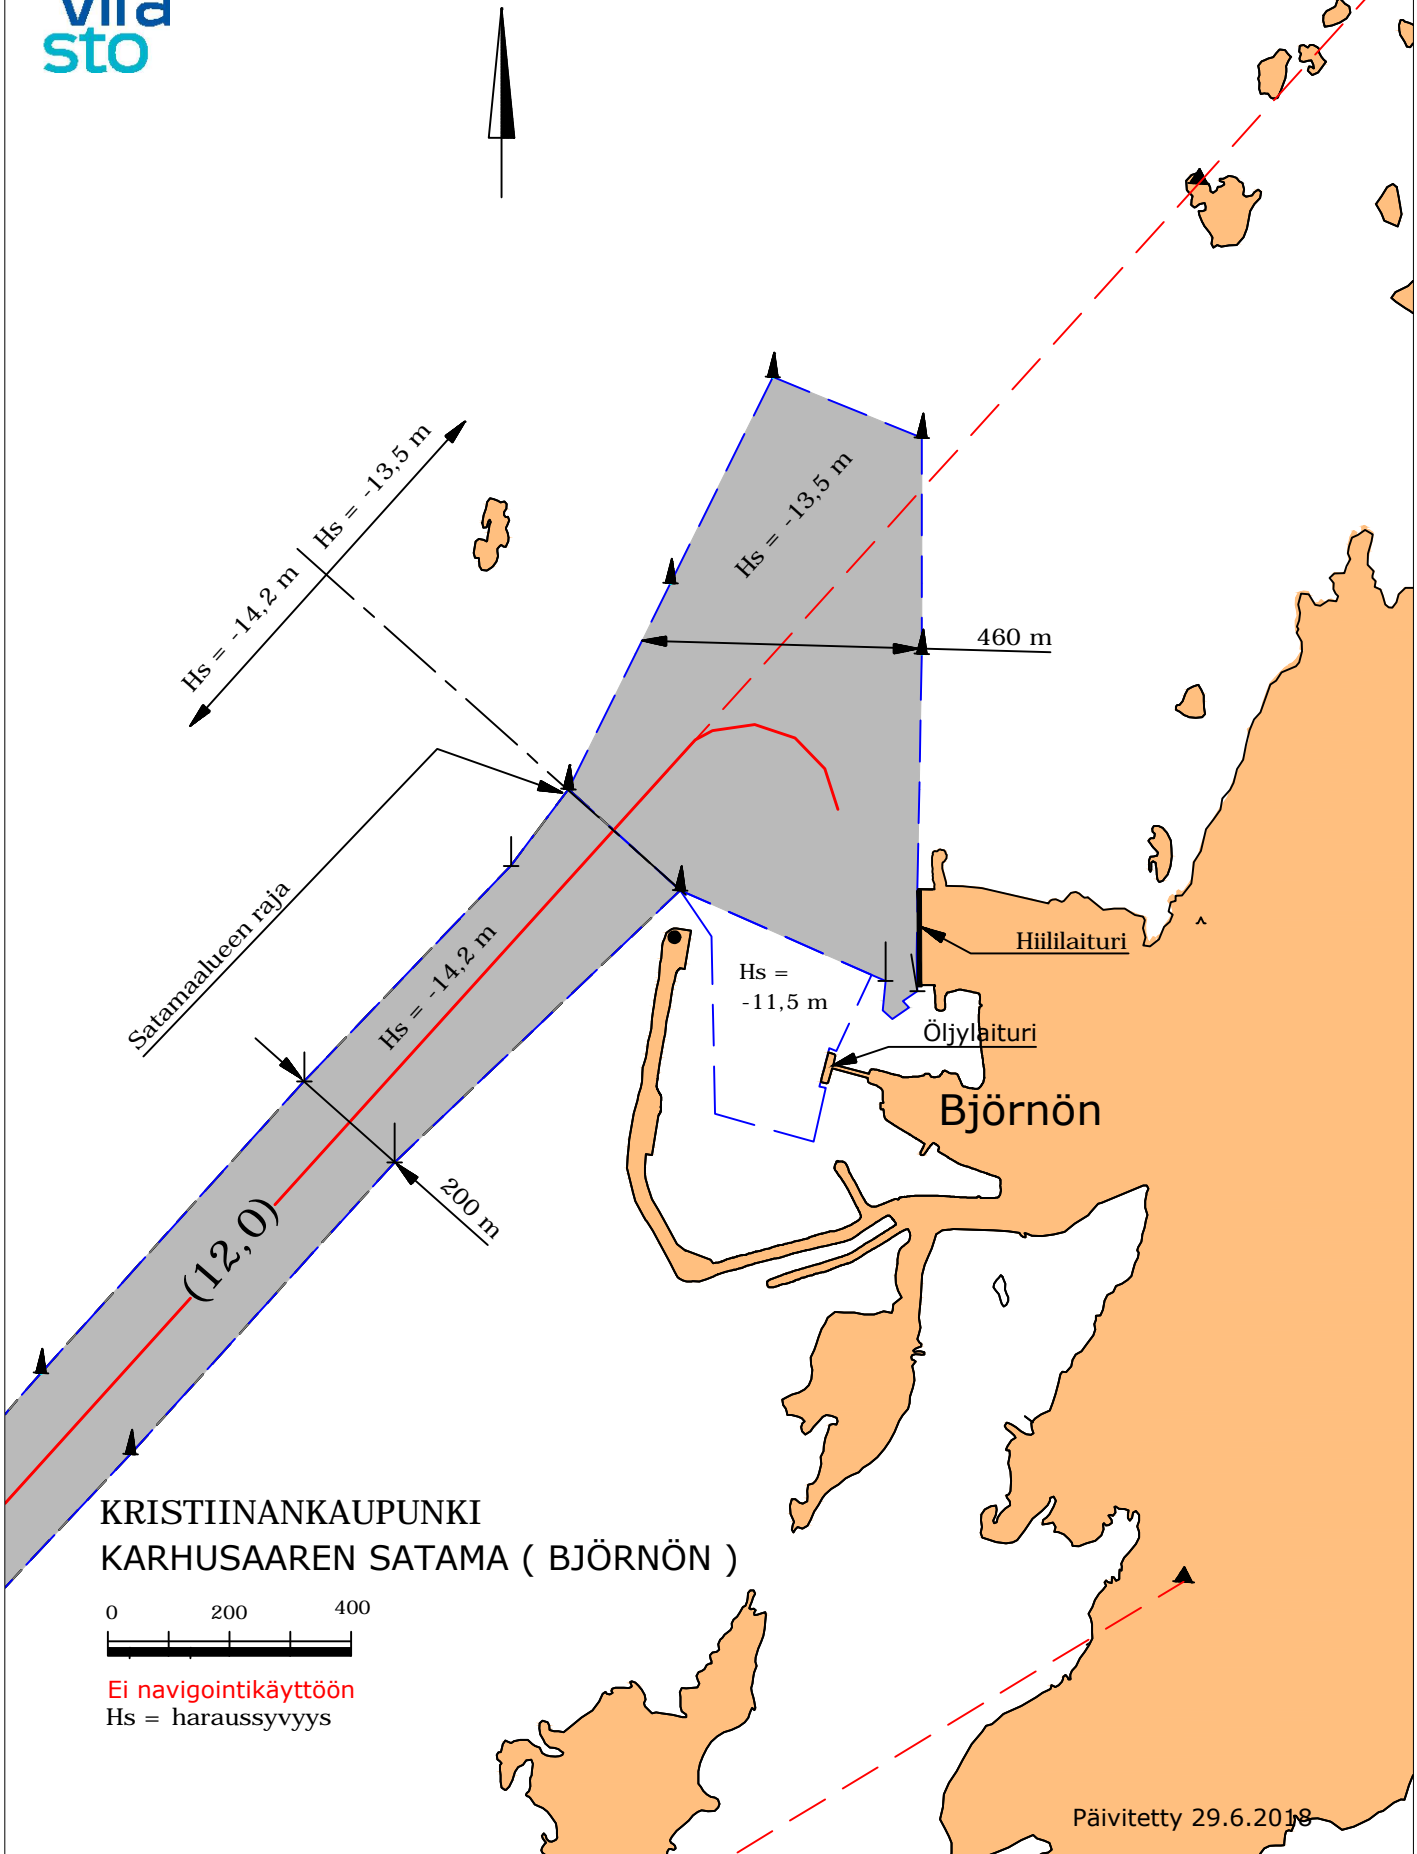 sto
Hs = -13,5 m
Hs = -14,2 m
Hs = -13,5 m
460 m
Satamaalueen raja
Hs = -14,2 m
Hs =
-11,5 m
Hiililaituri
Öljylaituri
Björnön
200 m
(12,0)
KRISTIINANKAUPUNKI
KARHUSAAREN SATAMA ( BJÖRNÖN )
0 200 400
Ei navigointikäyttöön
Hs = haraussyvyys
Päivitetty 29.6.2018